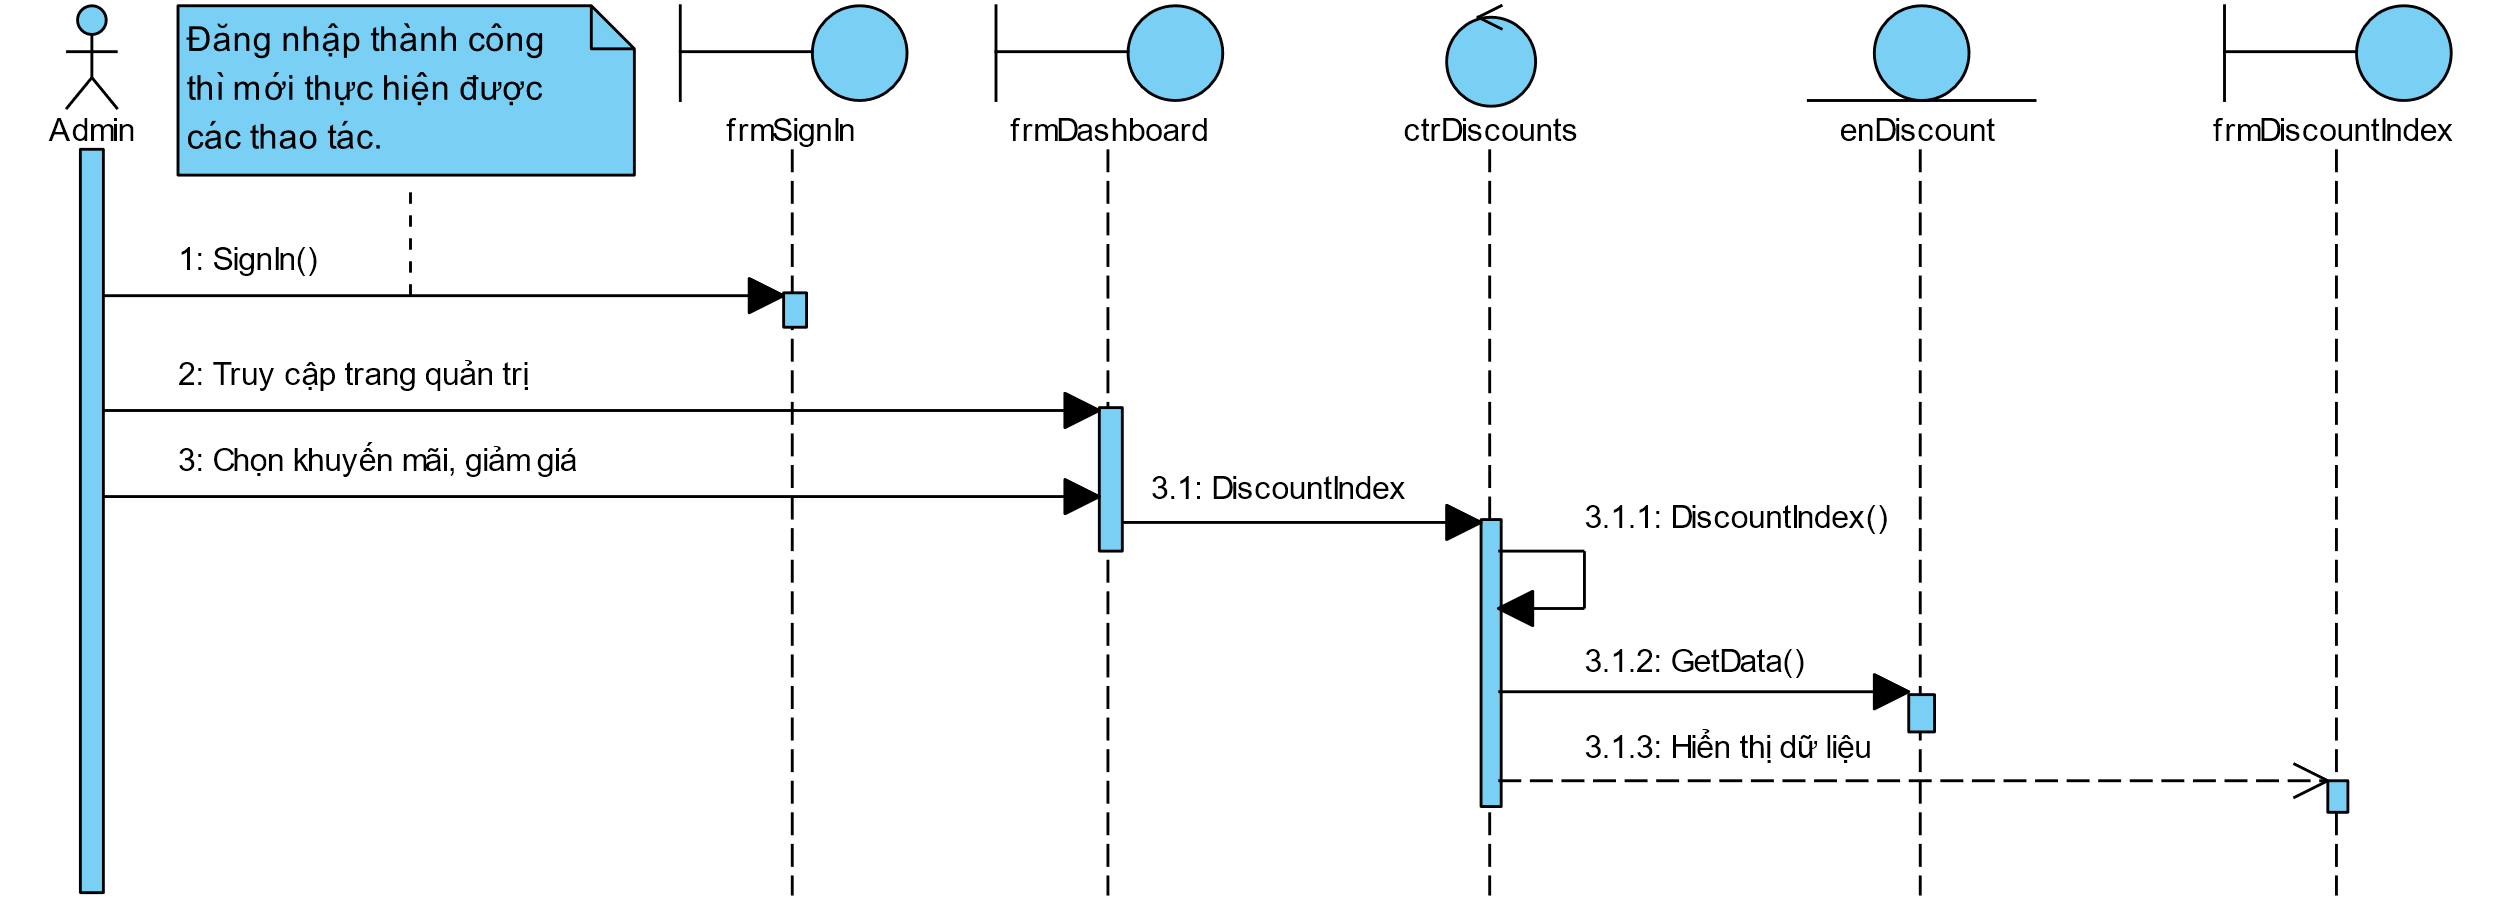 Đăng nhập thành công
thì mới thực hiện được
các thao tác.
Admin
frmSignIn
frmDashboard
ctrDiscounts
enDiscount
frmDiscountIndex
1: SignIn()
2: Truy cập trang quản trị
3: Chọn khuyến mãi, giảm giá
3.1: DiscountIndex
3.1.1: DiscountIndex()
3.1.2: GetData()
3.1.3: Hiển thị dữ liệu